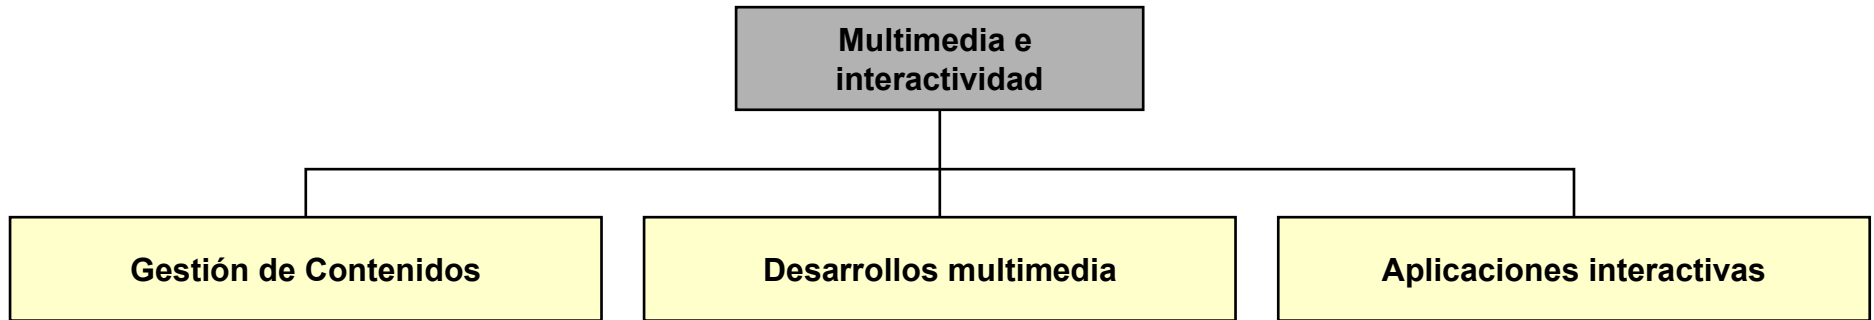 Multimedia e
interactividad
Gestión de Contenidos
Desarrollos multimedia
Aplicaciones interactivas